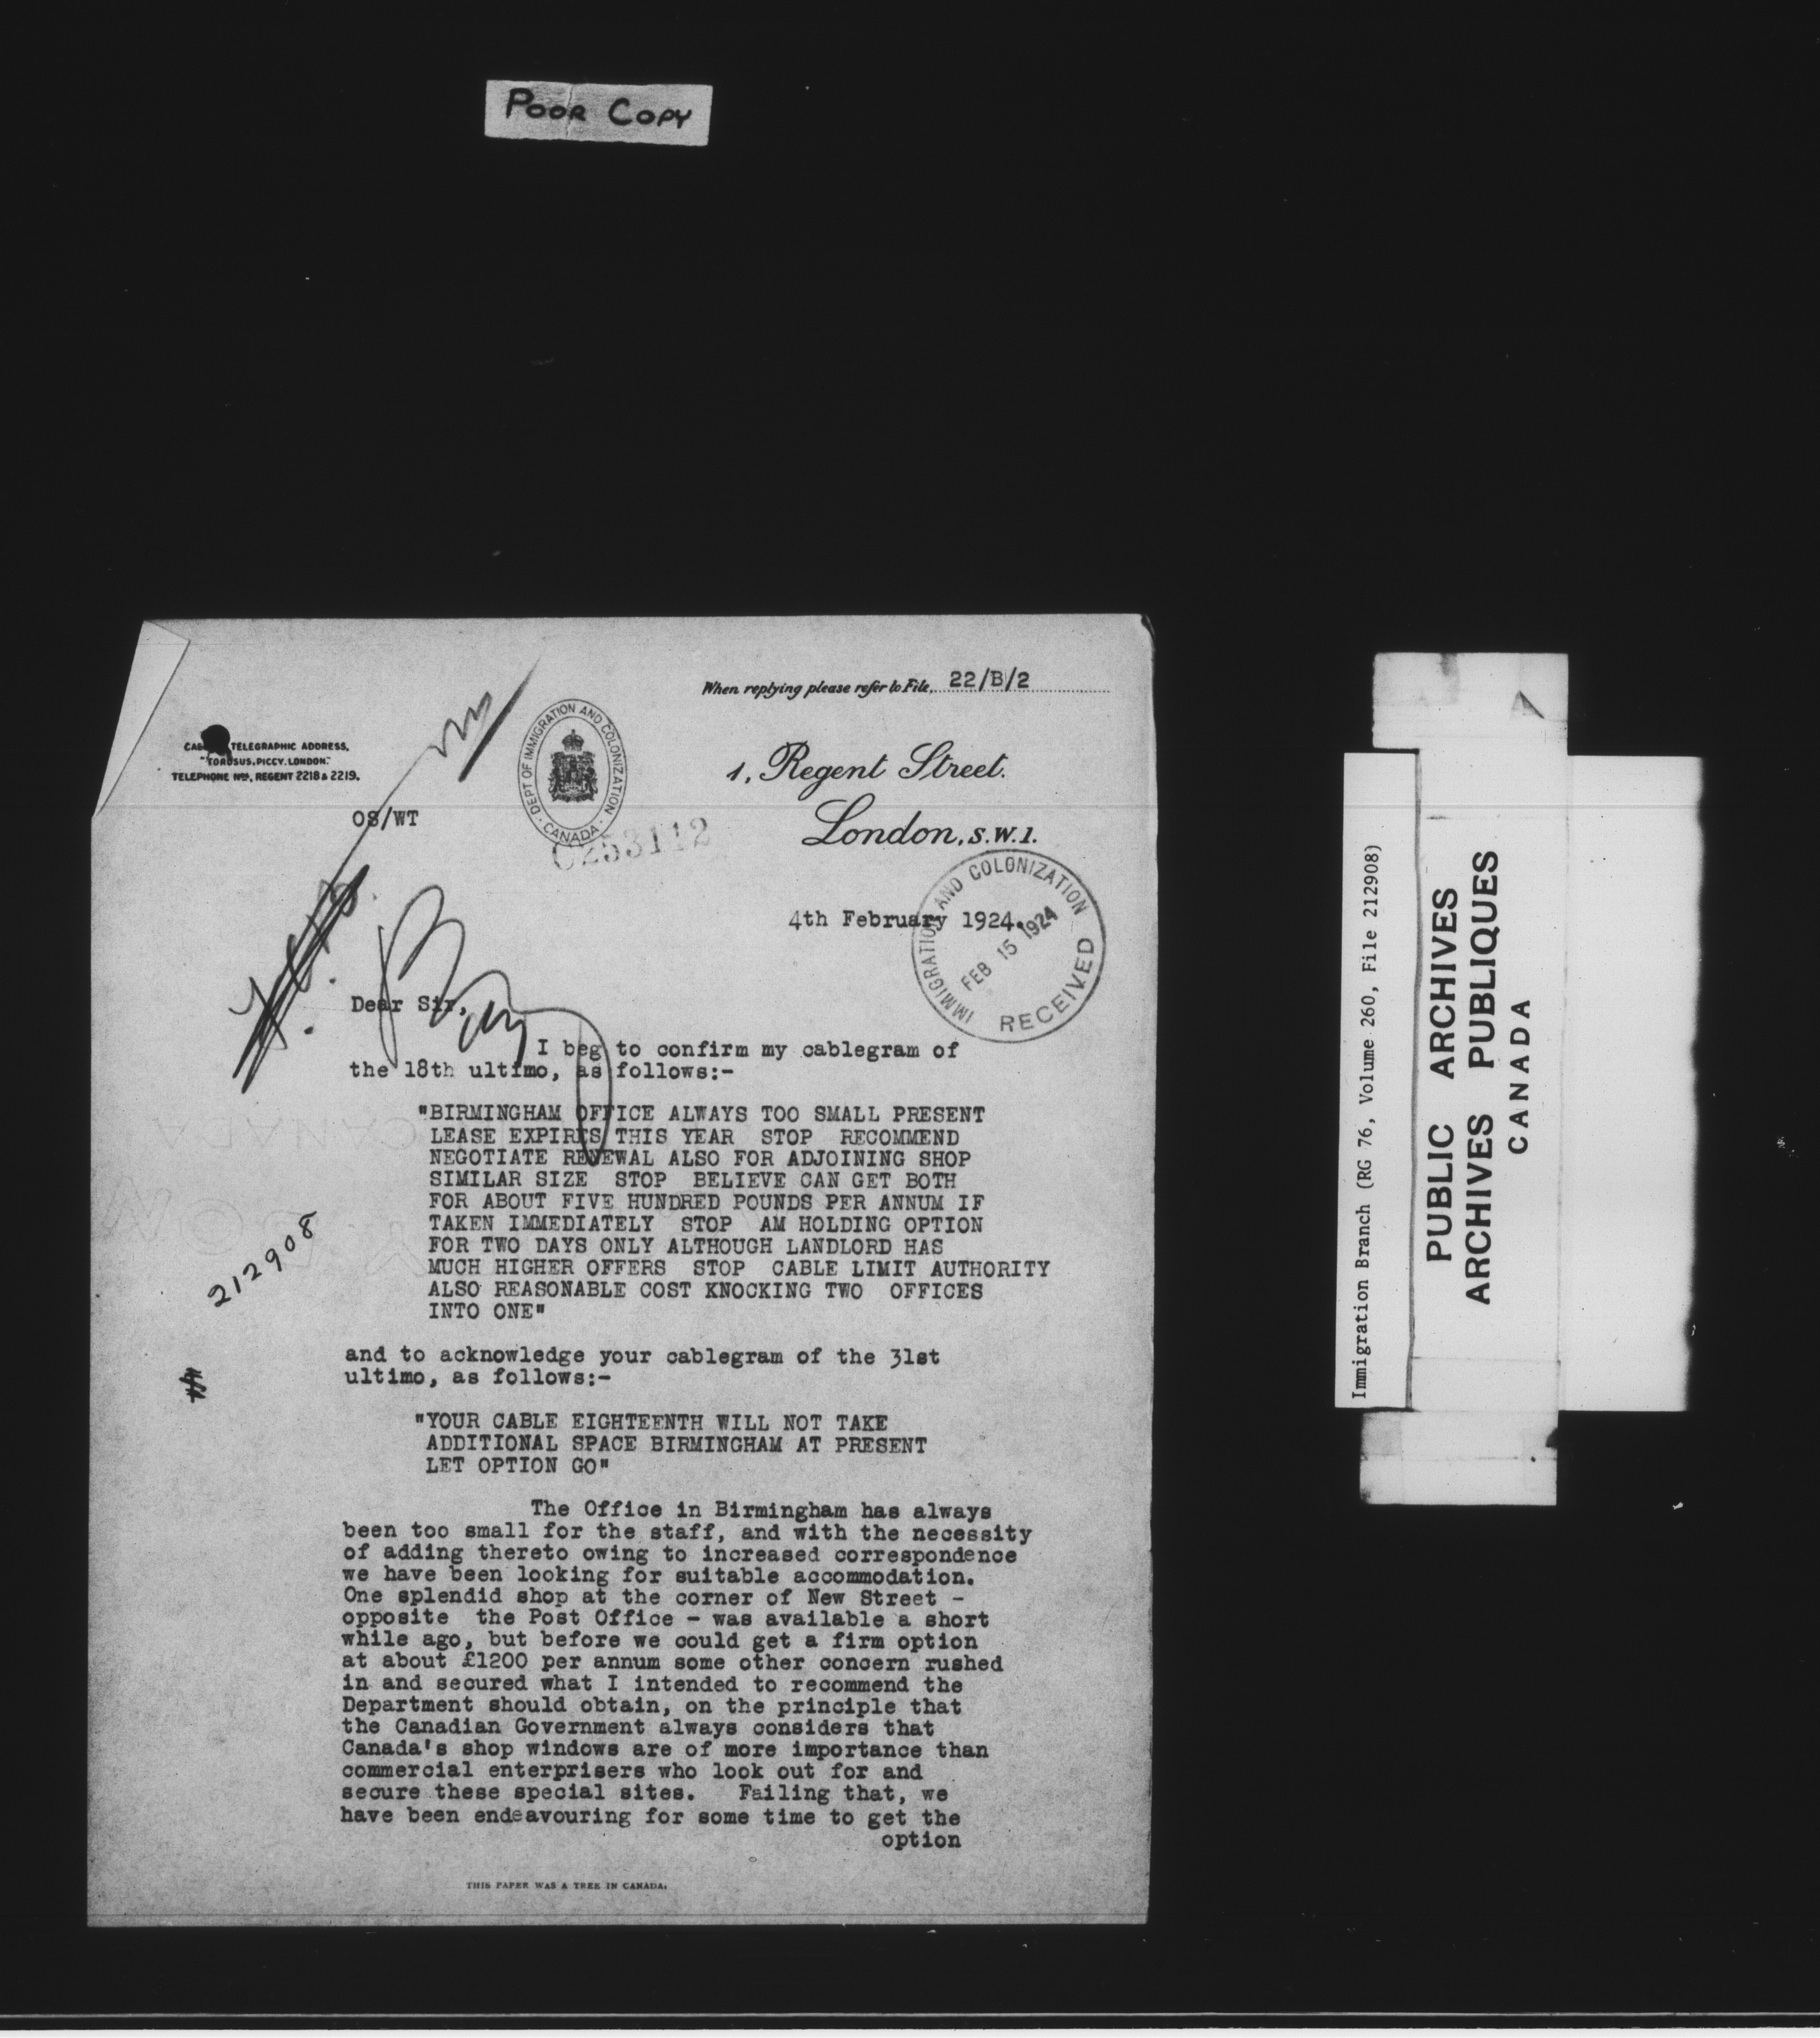 POOR COPY
When replying please refer to File. 22/B/2
TELEGRAPHIC ADDRESS,
"TORUSUS, PICCY. LONDON."
TELEPHONE Nos. REGENT 2218 & 2219.
DEPT OF IMMIGRATION AND COLONIZATION
CANADA
1, Regent Street.
London, S.W.1.
OS/WT
C253112
4th February 1924.
IMMIGRATION AND COLONIZATION
FEB 15 1924
RECEIVED
Dear Sir,
I beg to confirm my cablegram of
the 18th ultimo, as follows:-
"BIRMINGHAM OFFICE ALWAYS TOO SMALL PRESENT
LEASE EXPIRES THIS YEAR STOP RECOMMEND
NEGOTIATE RENEWAL ALSO FOR ADJOINING SHOP
SIMILAR SIZE STOP BELIEVE CAN GET BOTH
FOR ABOUT FIVE HUNDRED POUNDS PER ANNUM IF
TAKEN IMMEDIATELY STOP AM HOLDING OPTION
FOR TWO DAYS ONLY ALTHOUGH LANDLORD HAS
MUCH HIGHER OFFERS STOP CABLE LIMIT AUTHORITY
ALSO REASONABLE COST KNOCKING TWO OFFICES
INTO ONE"
212908
and to acknowledge your cablegram of the 31st
ultimo, as follows:-
"YOUR CABLE EIGHTEENTH WILL NOT TAKE
ADDITIONAL SPACE BIRMINGHAM AT PRESENT
LET OPTION GO"
The Office in Birmingham has always
been too small for the staff, and with the necessity
of adding thereto owing to increased correspondence
we have been looking for suitable accommodation.
One splendid shop at the corner of New Street -
opposite the Post Office - was available a short
while ago, but before we could get a firm option
at about £1200 per annum some other concern rushed
in and secured what I intended to recommend the
Department should obtain, on the principle that
the Canadian Government always considers that
Canada's shop windows are of more importance than
commercial enterprisers who look out for and
secure these special sites. Failing that, we
have been endeavouring for some time to get the
option
THIS PAPER WAS A TREE IN CANADA.
Immigration Branch (RG 76, Volume 260, File 212908)
PUBLIC ARCHIVES
ARCHIVES PUBLIQUES
CANADA